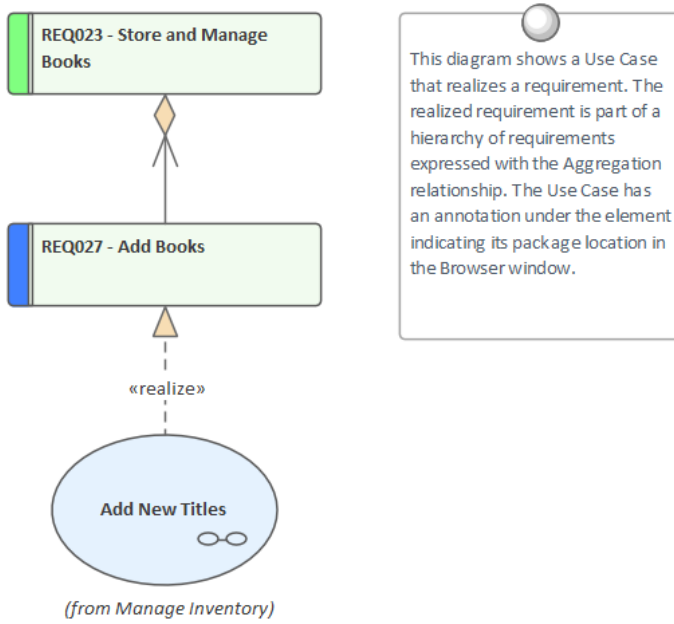 REQ023 - Store and Manage
Books
REQ027 - Add Books
«realize»
Add New Titles
(from Manage Inventory)
This diagram shows a Use Case
that realizes a requirement. The
realized requirement is part of a
hierarchy of requirements
expressed with the Aggregation
relationship. The Use Case has
an annotation under the element
indicating its package location in
the Browser window.